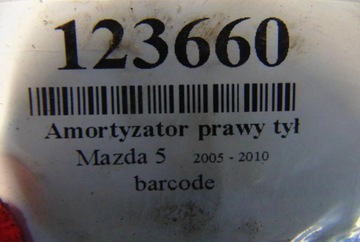 123660
Amortyzator prawy tył
Mazda 5 2005 - 2010
barcode